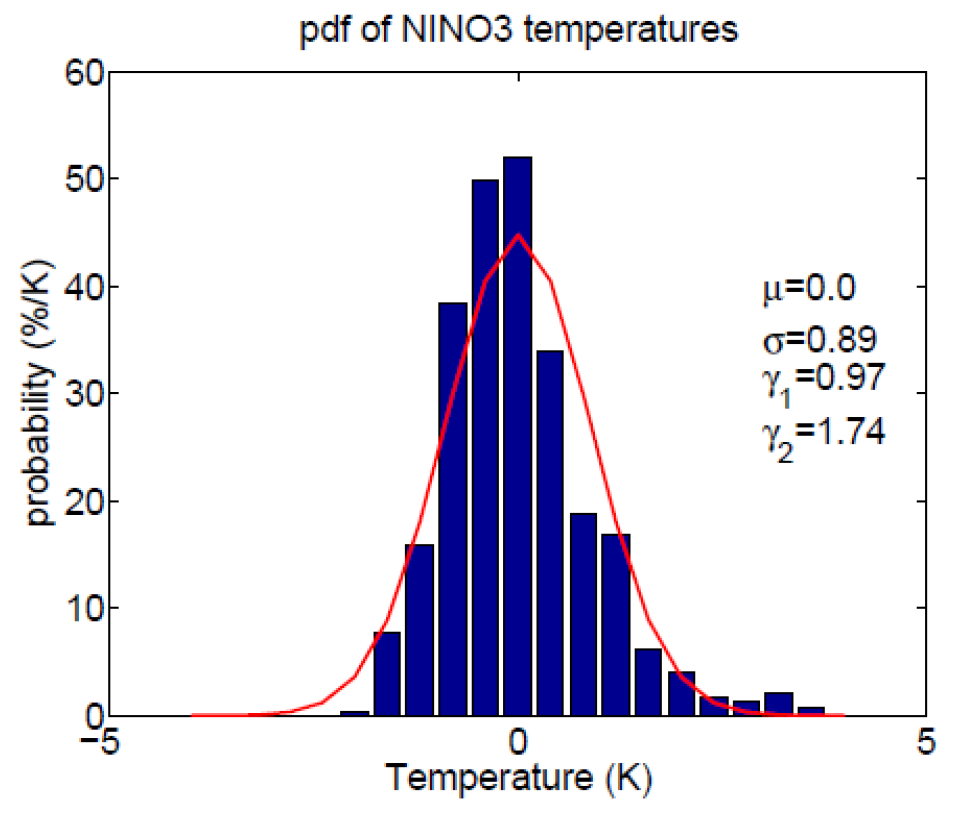 pdf of NINO3 temperatures
60
50
40
30
20
10
0
probability (%/K)
μ=0.0
σ=0.89
γ1=0.97
γ2=1.74
−5
0
5
Temperature (K)